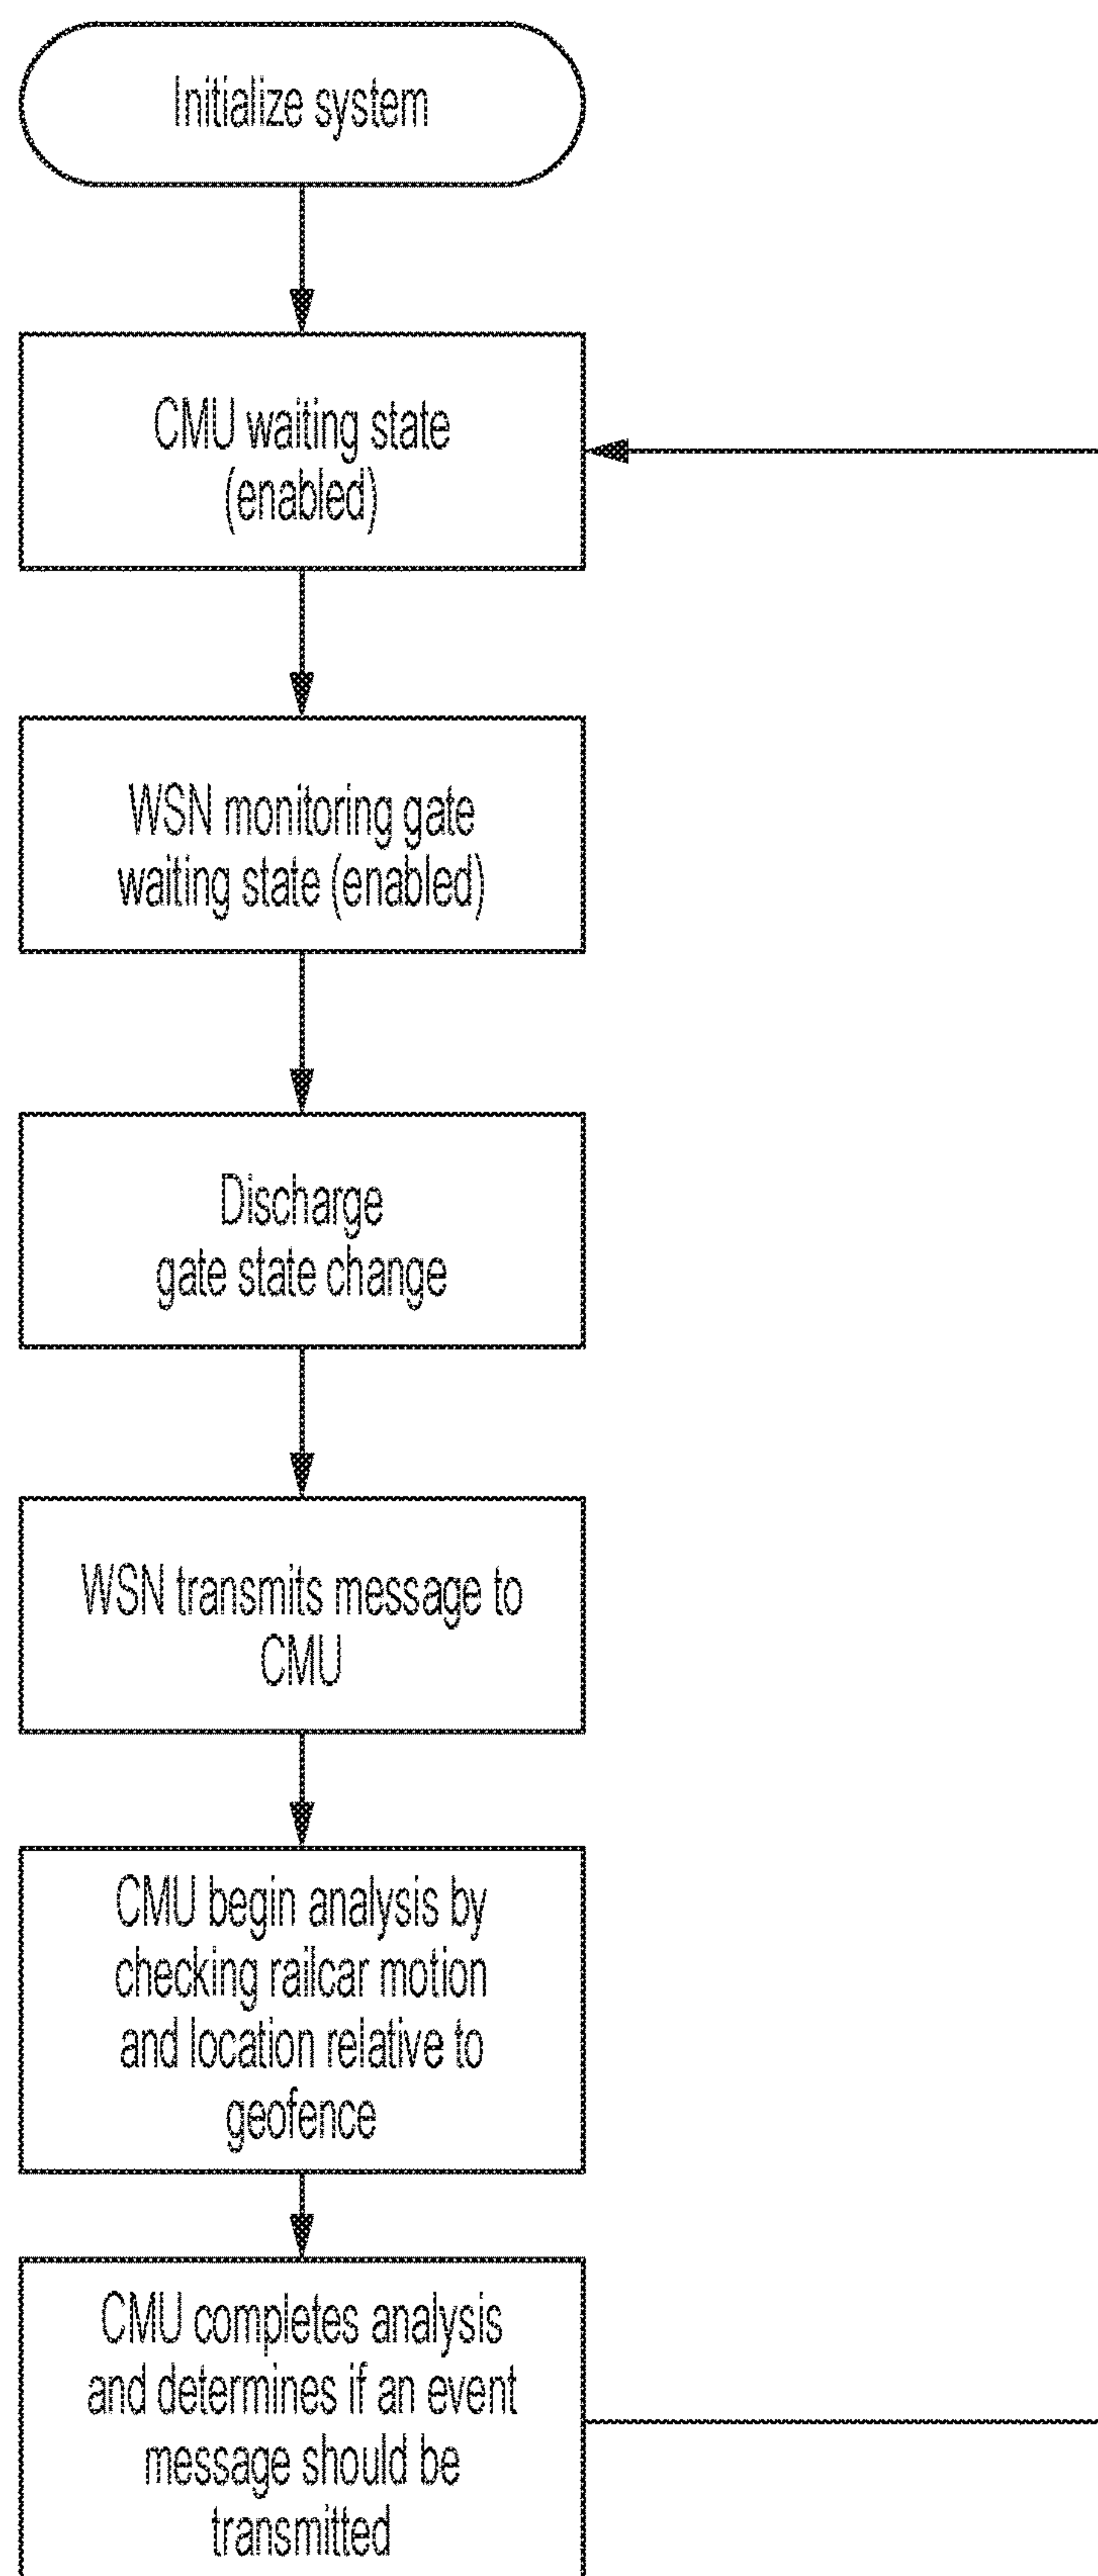 Initialize system
CMU waiting state
(enabled)
WSN monitoring gate
waiting state (enabled)
Discharge
gate state change
WSN transmits message to
CMU
CMU begin analysis by
checking railcar motion
and location relative to
geofence
CMU completes analysis
and determines if an event
message should be
transmitted